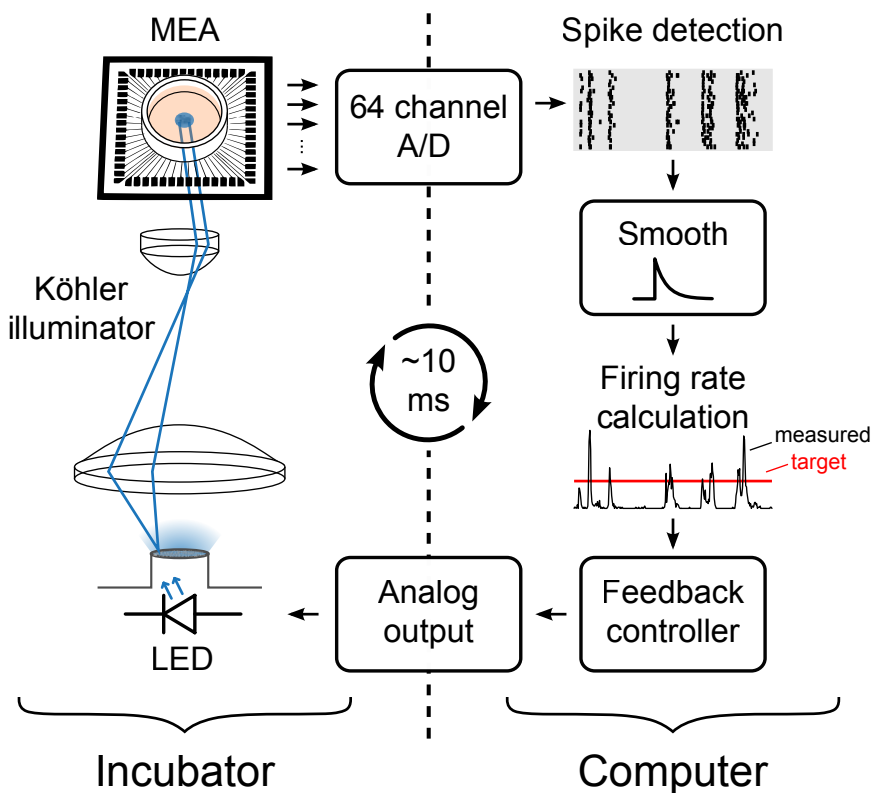 MEA
Spike detection
64 channel
A/D
Smooth
Köhler
illuminator
~10
ms
Firing rate
calculation
measured
target
Analog
output
Feedback
controller
LED
Incubator
Computer